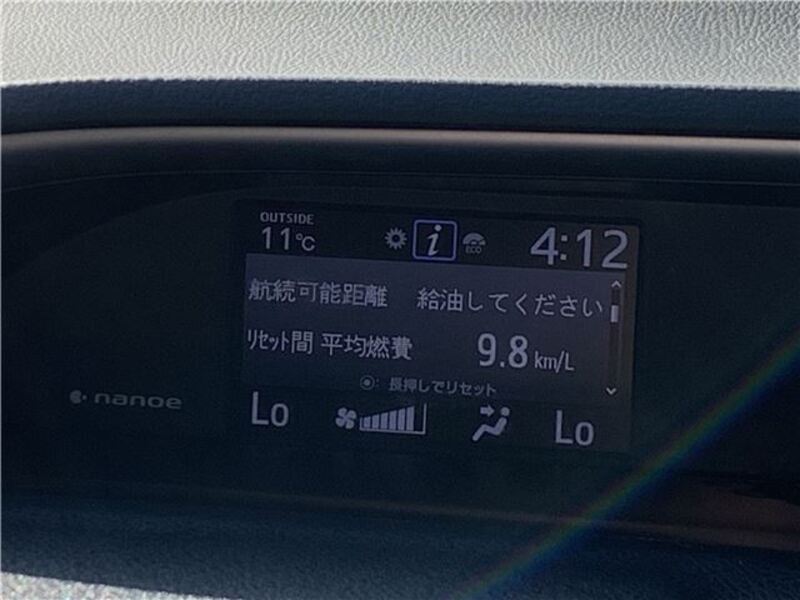 OUTSIDE
11℃
i
ECO
4:12
航続可能距離 給油してください
リセット間 平均燃費 9.8 km/L
⦿: 長押しでリセット
nanoe
Lo
Lo